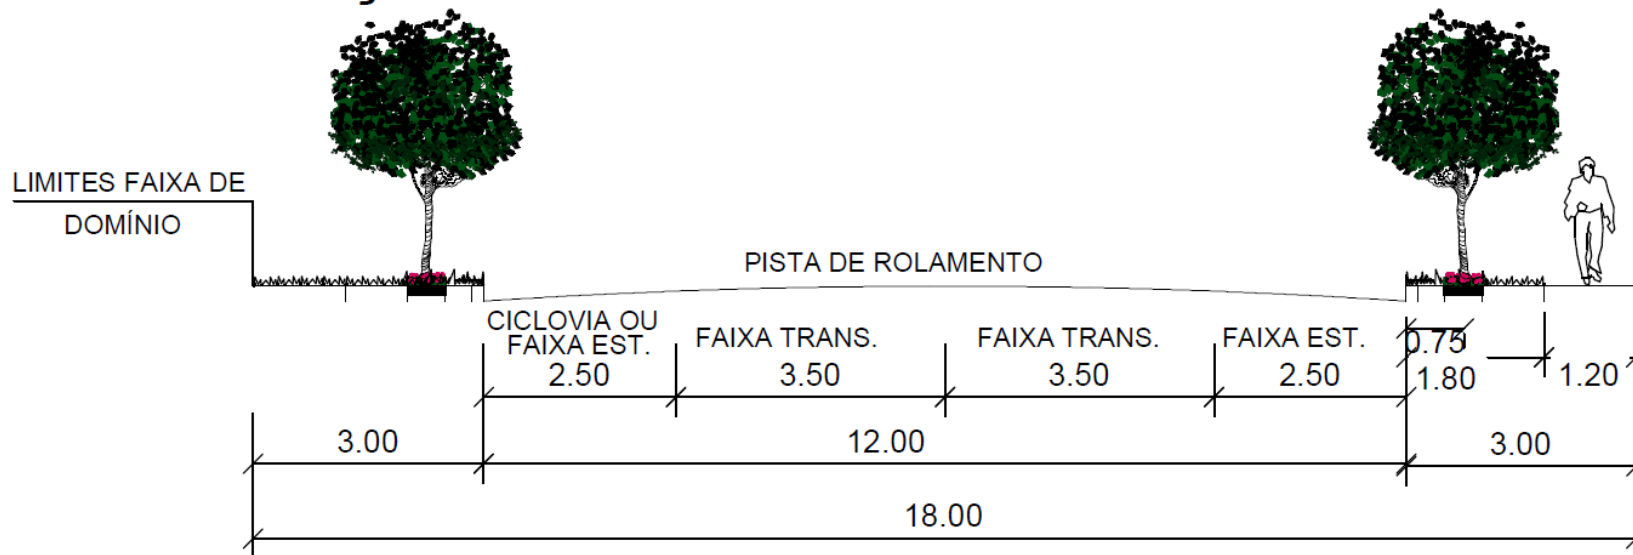 LIMITES FAIXA DE
DOMÍNIO
PISTA DE ROLAMENTO
CICLOVIA OU
FAIXA EST.
FAIXA TRANS.
FAIXA TRANS.
FAIXA EST.
0.75
2.50
3.50
3.50
2.50
1.80
1.20
3.00
12.00
3.00
18.00